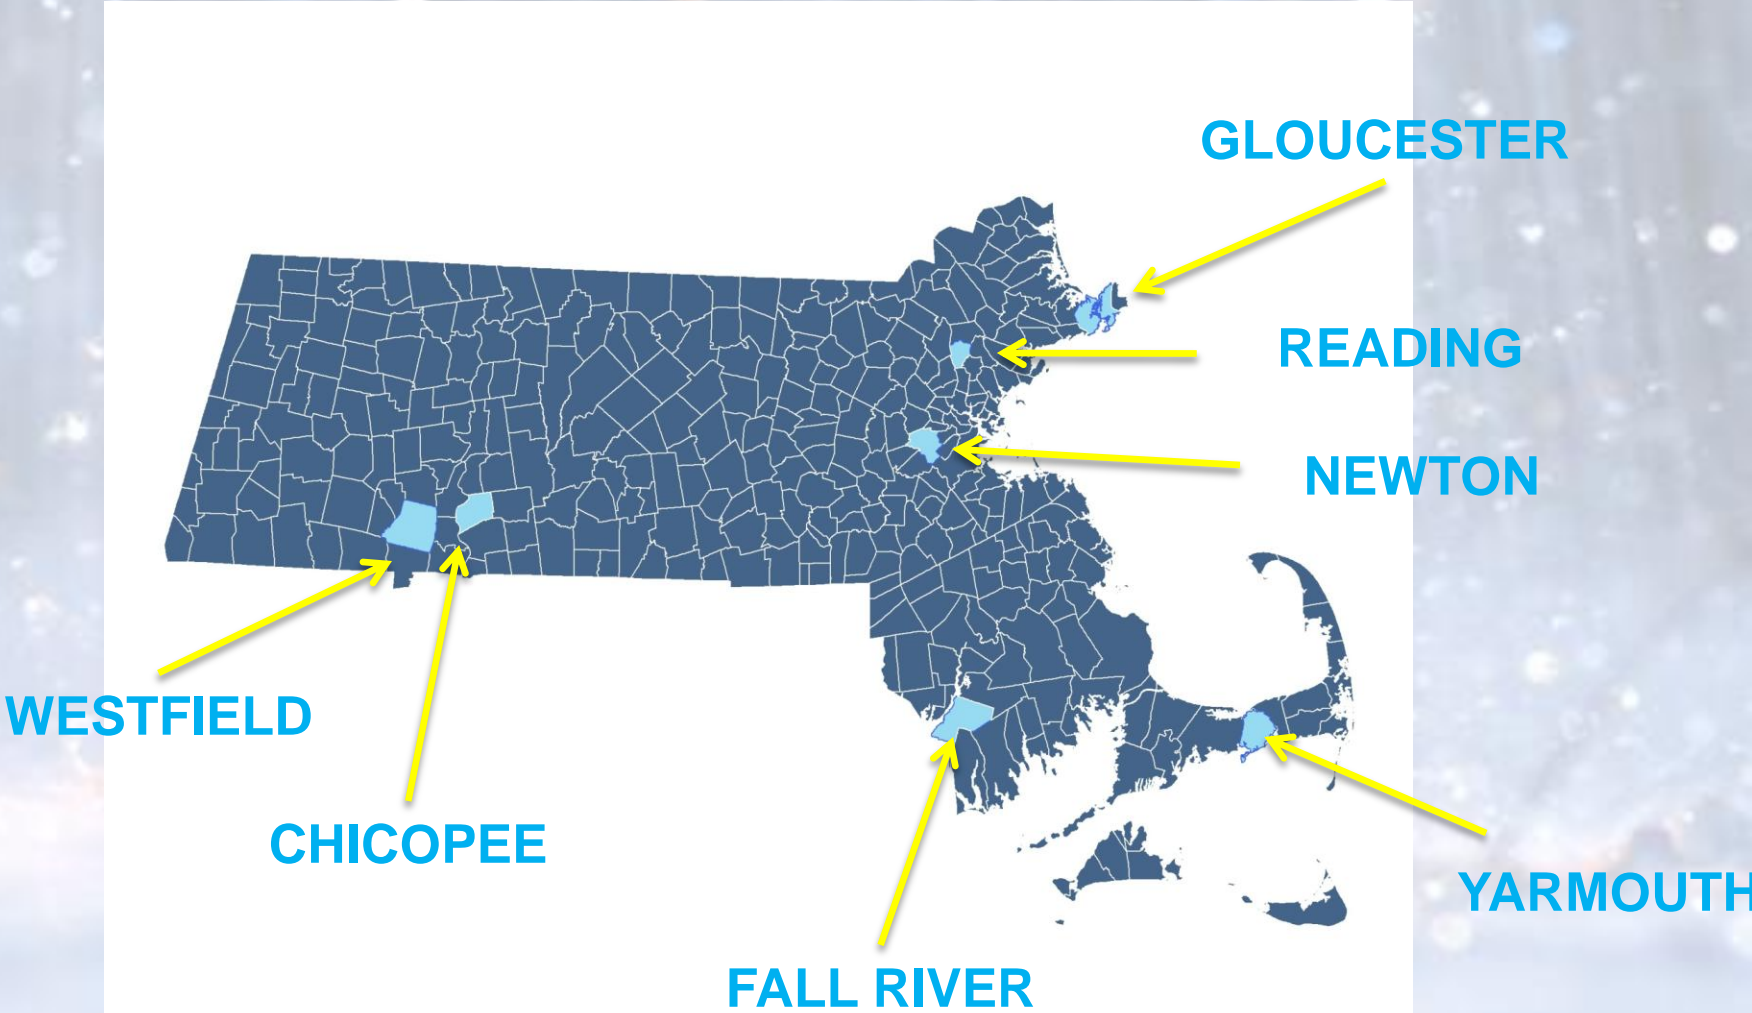 GLOUCESTER
READING
NEWTON
WESTFIELD
CHICOPEE
YARMOUTH
FALL RIVER